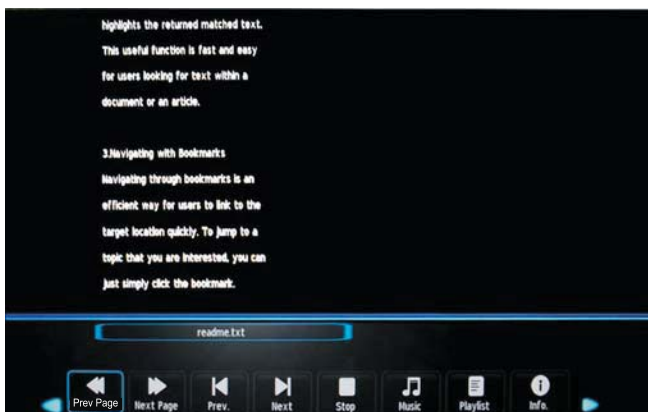 highlights the returned matched text.
This useful function is fast and easy
for users looking for text within a
document or an article.
3.Navigating with Bookmarks
Navigating through bookmarks is an
efficient way for users to link to the
target location quickly. To jump to a
topic that you are interested, you can
just simply click the bookmark.
readme.txt
Prev Page Next Page Prev. Next Stop Music Playlist Info.